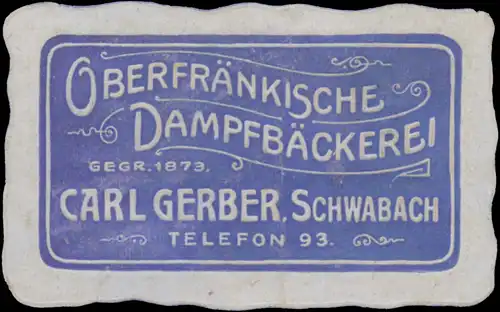 OBERFRÄNKISCHE
DAMPFBÄCKEREI
GEGR. 1873.
CARL GERBER, SCHWABACH
TELEFON 93.